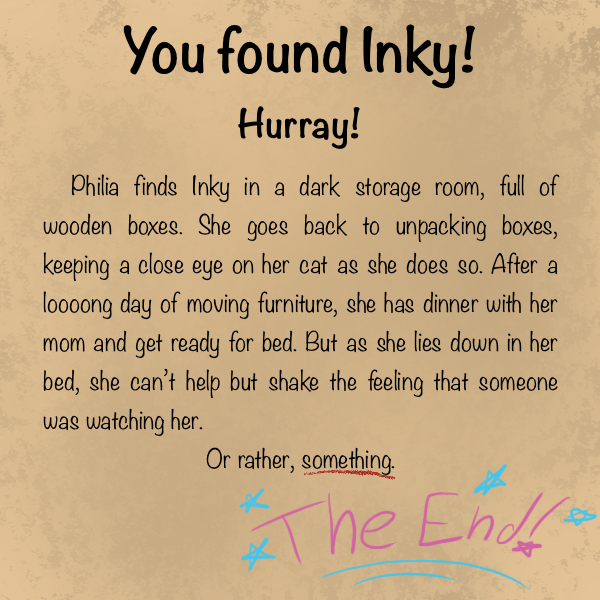 You found Inky!
Hurray!
Philia finds Inky in a dark storage room, full of
wooden boxes. She goes back to unpacking boxes,
keeping a close eye on her cat as she does so. After a
loooong day of moving furniture, she has dinner with her
mom and get ready for bed. But as she lies down in her
bed, she can't help but shake the feeling that someone
was watching her.
Or rather, something.
The End!